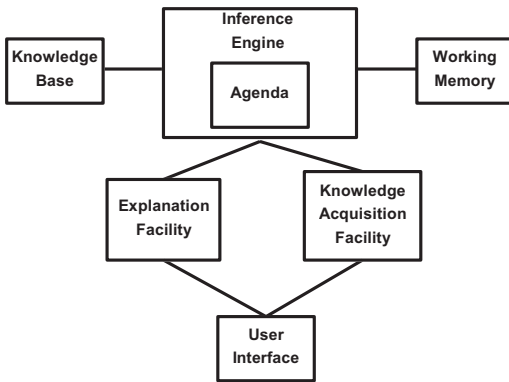 Inference
Engine
Knowledge
Base
Agenda
Working
Memory
Explanation
Facility
Knowledge
Acquisition
Facility
User
Interface